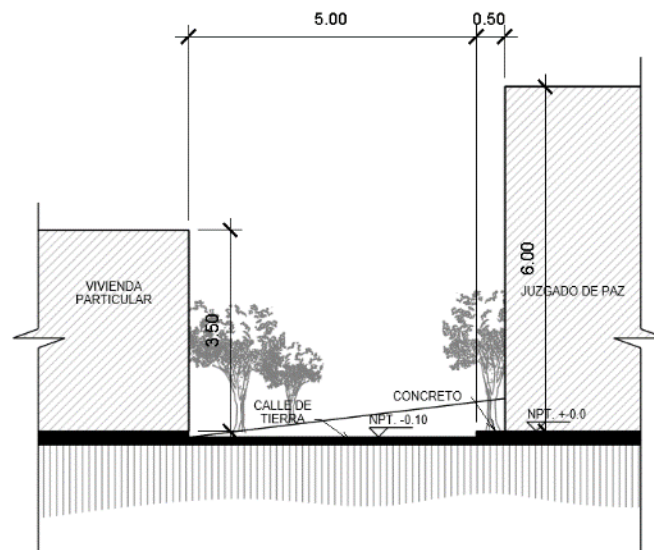 5.00
0.50
VIVIENDA
PARTICULAR
3.50
6.00
JUZGADO DE PAZ
CONCRETO
CALLE DE
TIERRA
NPT. -0.10
NPT. +-0.0